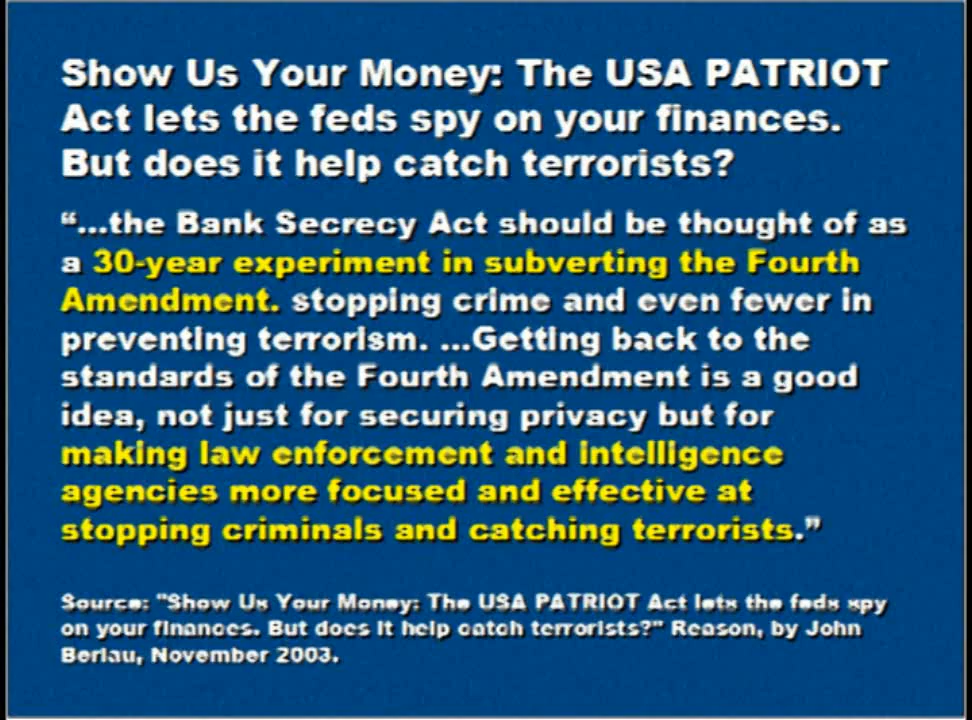 Show Us Your Money: The USA PATRIOT
Act lets the feds spy on your finances.
But does it help catch terrorists?
“...the Bank Secrecy Act should be thought of as
a 30-year experiment in subverting the Fourth
Amendment. stopping crime and even fewer in
preventing terrorism. ...Getting back to the
standards of the Fourth Amendment is a good
idea, not just for securing privacy but for
making law enforcement and intelligence
agencies more focused and effective at
stopping criminals and catching terrorists.”
Source: "Show Us Your Money: The USA PATRIOT Act lets the feds spy
on your finances. But does it help catch terrorists?" Reason, by John
Berlau, November 2003.